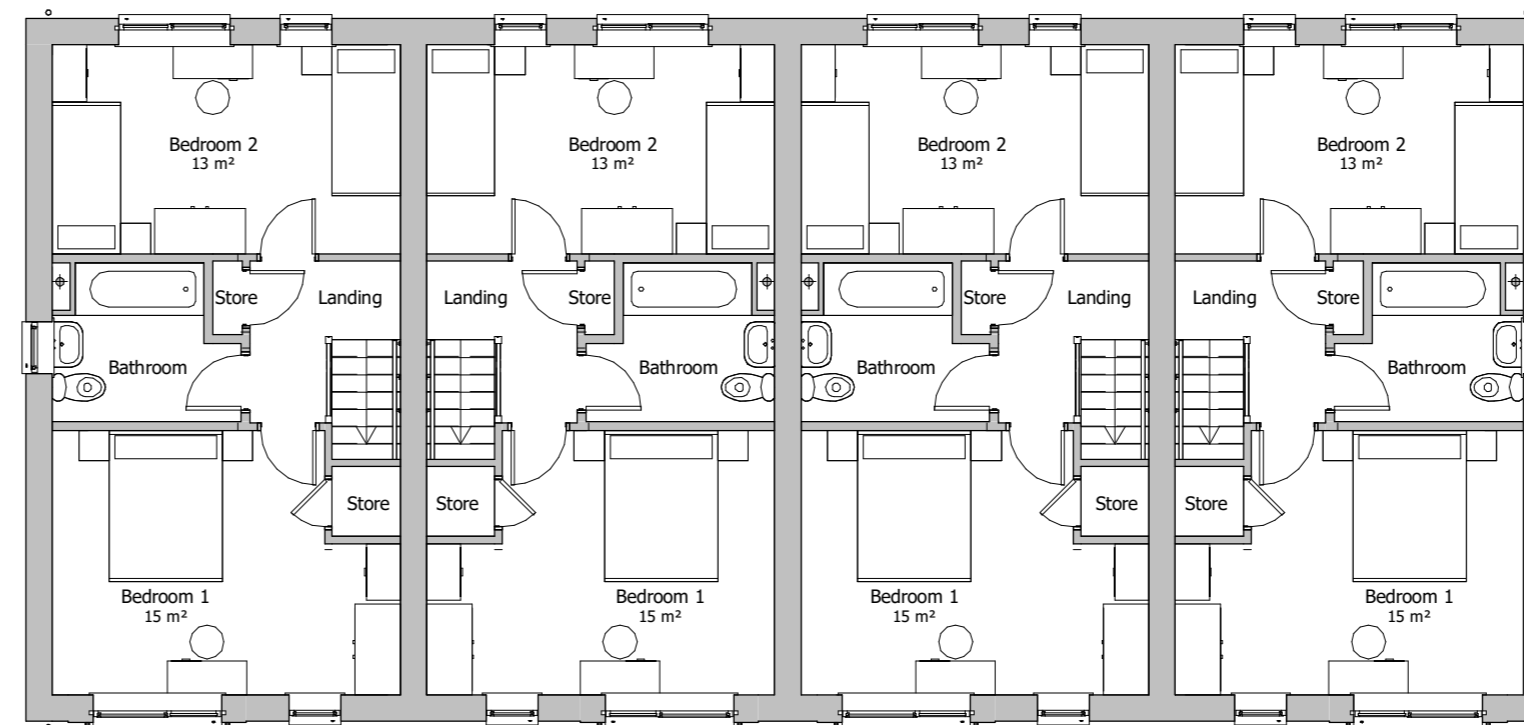 Bedroom 2
13 m²
Bedroom 2
13 m²
Bedroom 2
13 m²
Bedroom 2
13 m²
Store
Landing
Landing
Store
Store
Landing
Landing
Store
Bathroom
Bathroom
Bathroom
Bathroom
Store
Store
Store
Store
Bedroom 1
15 m²
Bedroom 1
15 m²
Bedroom 1
15 m²
Bedroom 1
15 m²